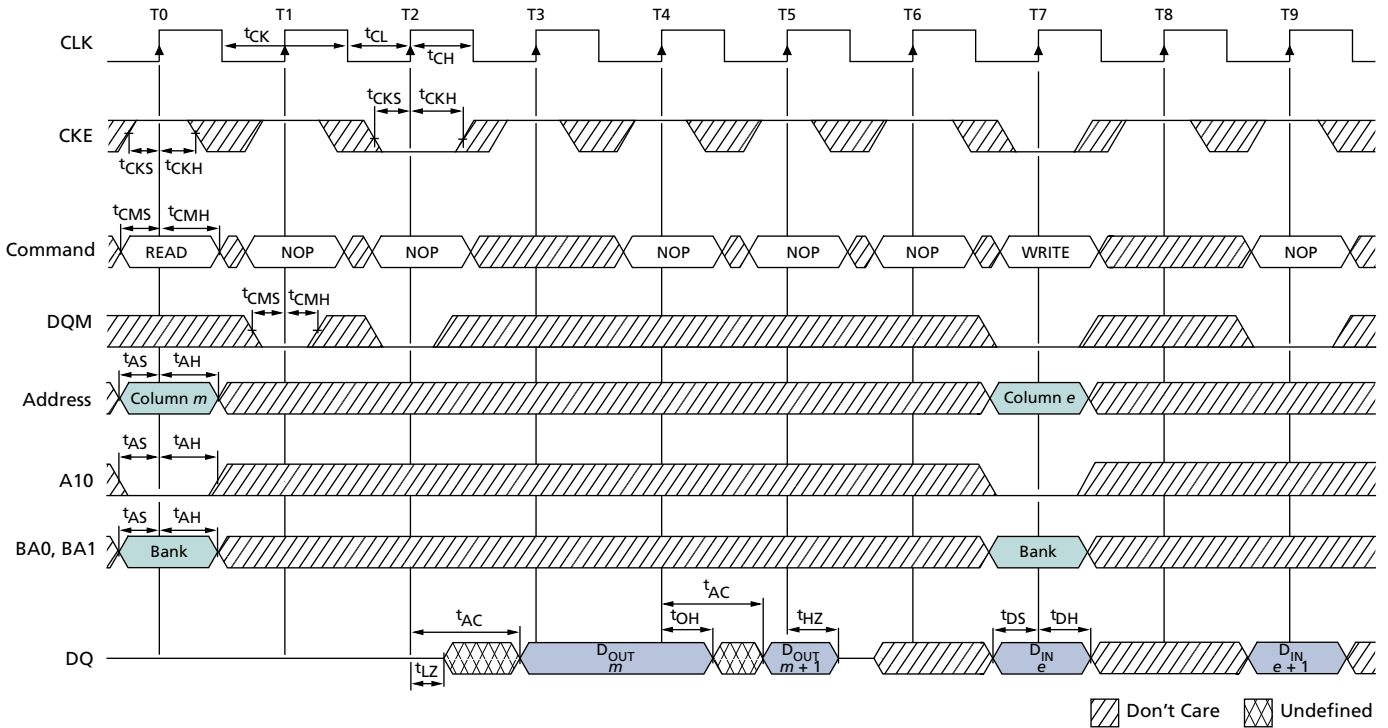 T0 T1 T2 T3 T4 T5 T6 T7 T8 T9
CLK
tCK tCL
tCH
tCKS tCKH
CKE
tCKS tCKH
tCMS tCMH
Command READ NOP NOP NOP NOP NOP WRITE NOP
tCMS tCMH
DQM
tAS tAH
Address Column m Column e
tAS tAH
A10
tAS tAH
BA0, BA1 Bank Bank
tAC
tAC tOH tHZ tDS tDH
DQ
DOUT m DOUT m + 1 DIN e DIN e + 1
tLZ
Don't Care Undefined